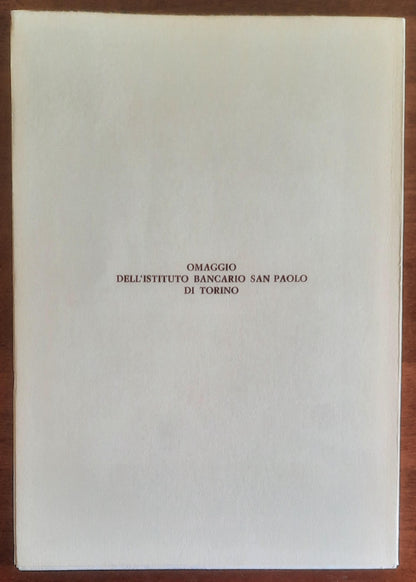 OMAGGIO
DELL'ISTITUTO BANCARIO SAN PAOLO
DI TORINO